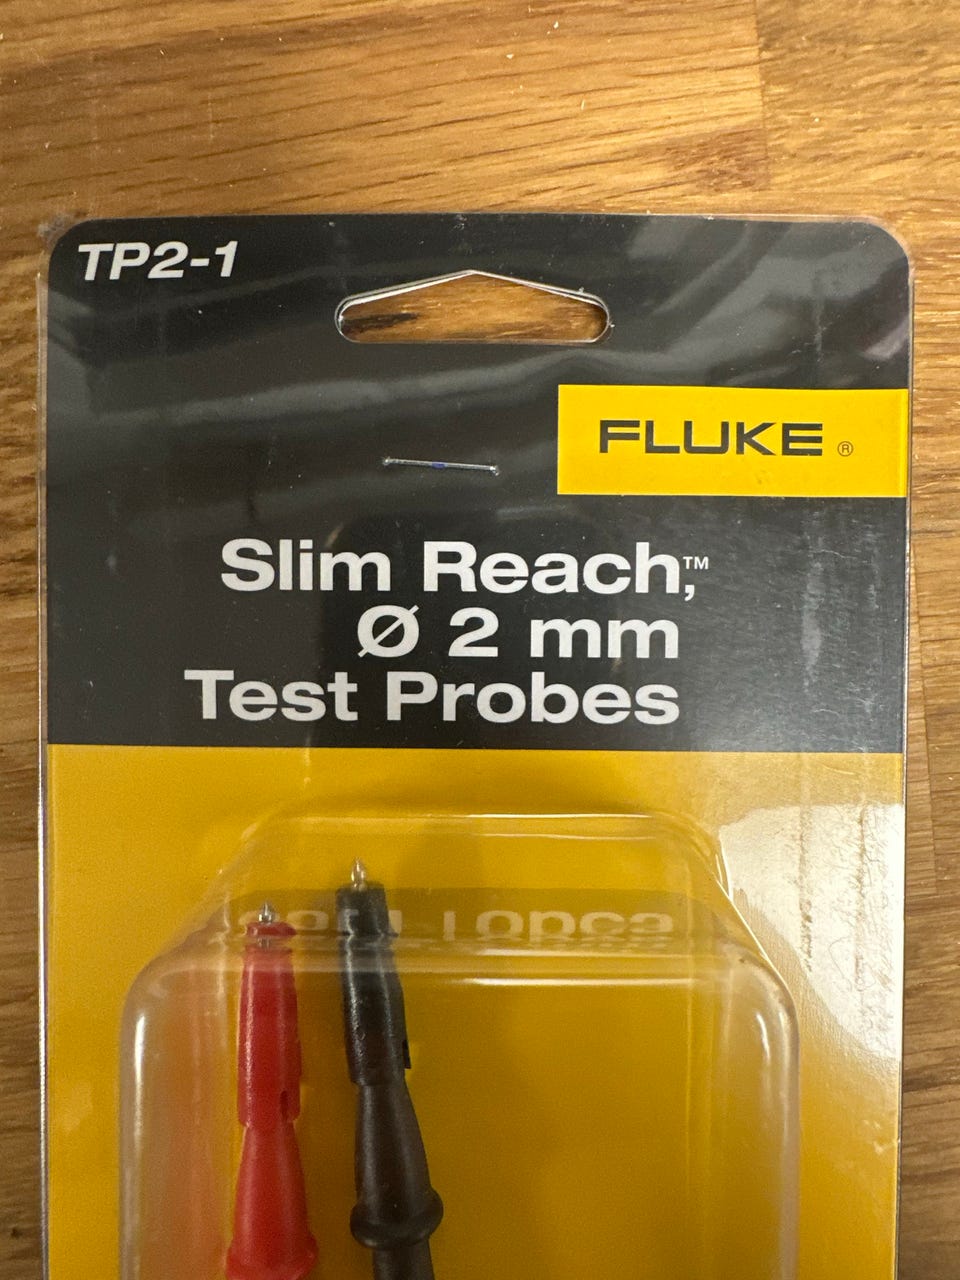 TP2-1
FLUKE ®
Slim Reach,™
Ø 2 mm
Test Probes